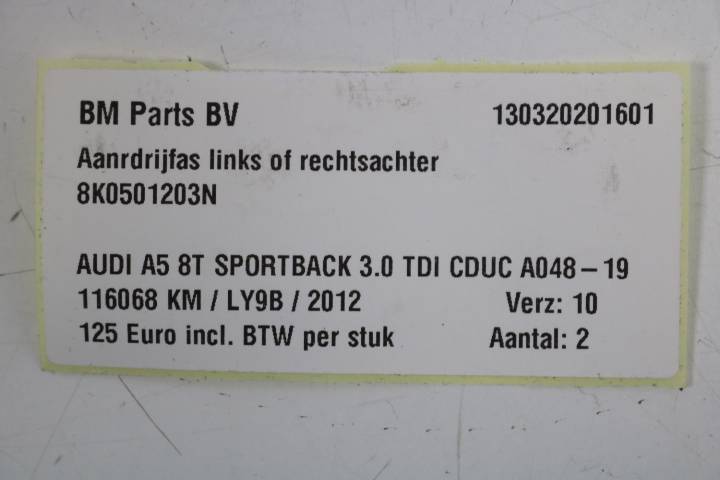 BM Parts BV 130320201601
Aanrdrijfas links of rechtsachter
8K0501203N
AUDI A5 8T SPORTBACK 3.0 TDI CDUC A048 – 19
116068 KM / LY9B / 2012 Verz: 10
125 Euro incl. BTW per stuk Aantal: 2